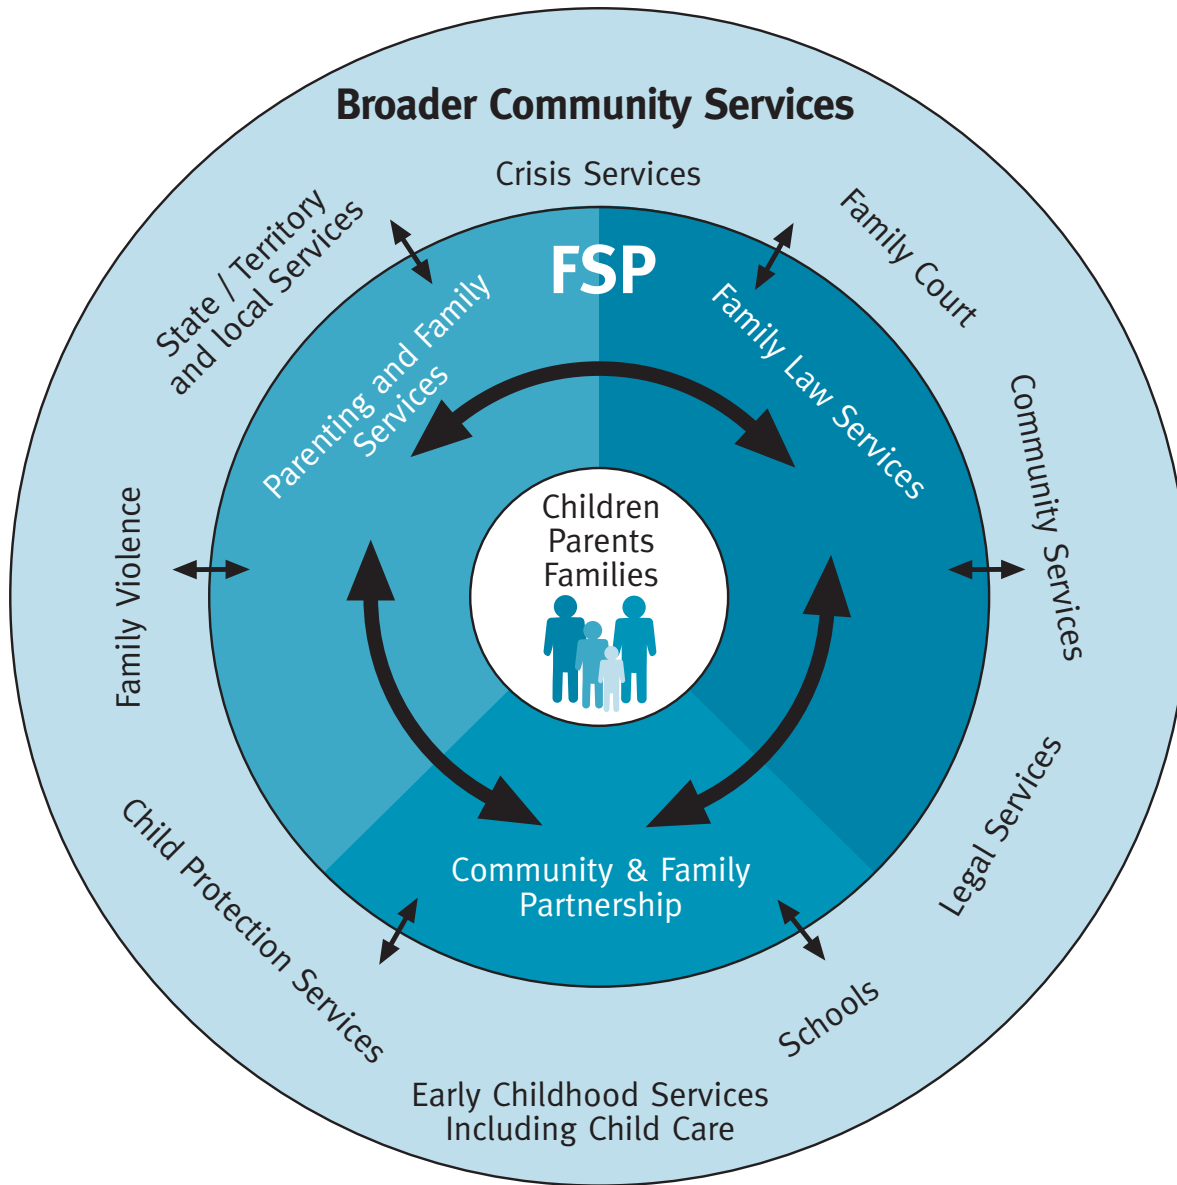 Broader Community Services
Crisis Services
Family Court
Community Services
Legal Services
Schools
Early Childhood Services
Including Child Care
Child Protection Services
Family Violence
State / Territory
and local Services
FSP
Parenting and Family
Services
Family Law Services
Community & Family
Partnership
Children
Parents
Families